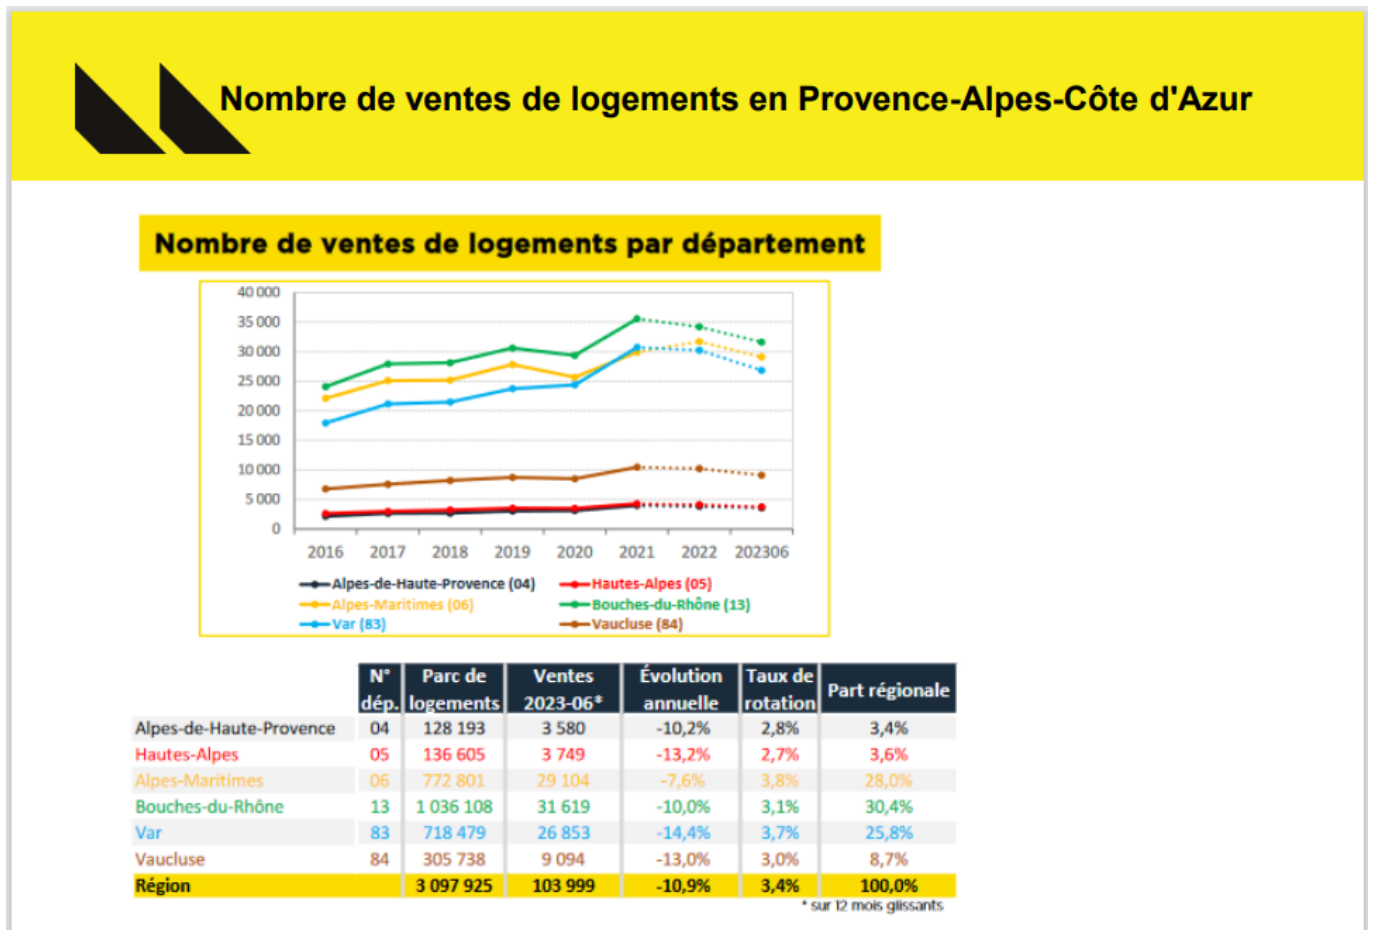 Nombre de ventes de logements en Provence-Alpes-Côte d'Azur
Nombre de ventes de logements par département
40 000
35 000
30 000
25 000
20 000
15 000
10 000
5 000
0
2016 2017 2018 2019 2020 2021 2022 202306
Alpes-de-Haute-Provence (04) Hautes-Alpes (05)
Alpes-Maritimes (06) Bouches-du-Rhône (13)
Var (83) Vaucluse (84)
N° dép. Parc de logements Ventes 2023-06* Évolution annuelle Taux de rotation Part régionale
Alpes-de-Haute-Provence 04 128 193 3 580 -10,2% 2,8% 3,4%
Hautes-Alpes 05 136 605 3 749 -13,2% 2,7% 3,6%
Alpes-Maritimes 06 772 801 29 104 -7,6% 3,8% 28,0%
Bouches-du-Rhône 13 1 036 108 31 619 -10,0% 3,1% 30,4%
Var 83 718 479 26 853 -14,4% 3,7% 25,8%
Vaucluse 84 305 738 9 094 -13,0% 3,0% 8,7%
Région 3 097 925 103 999 -10,9% 3,4% 100,0%
* sur 12 mois glissants